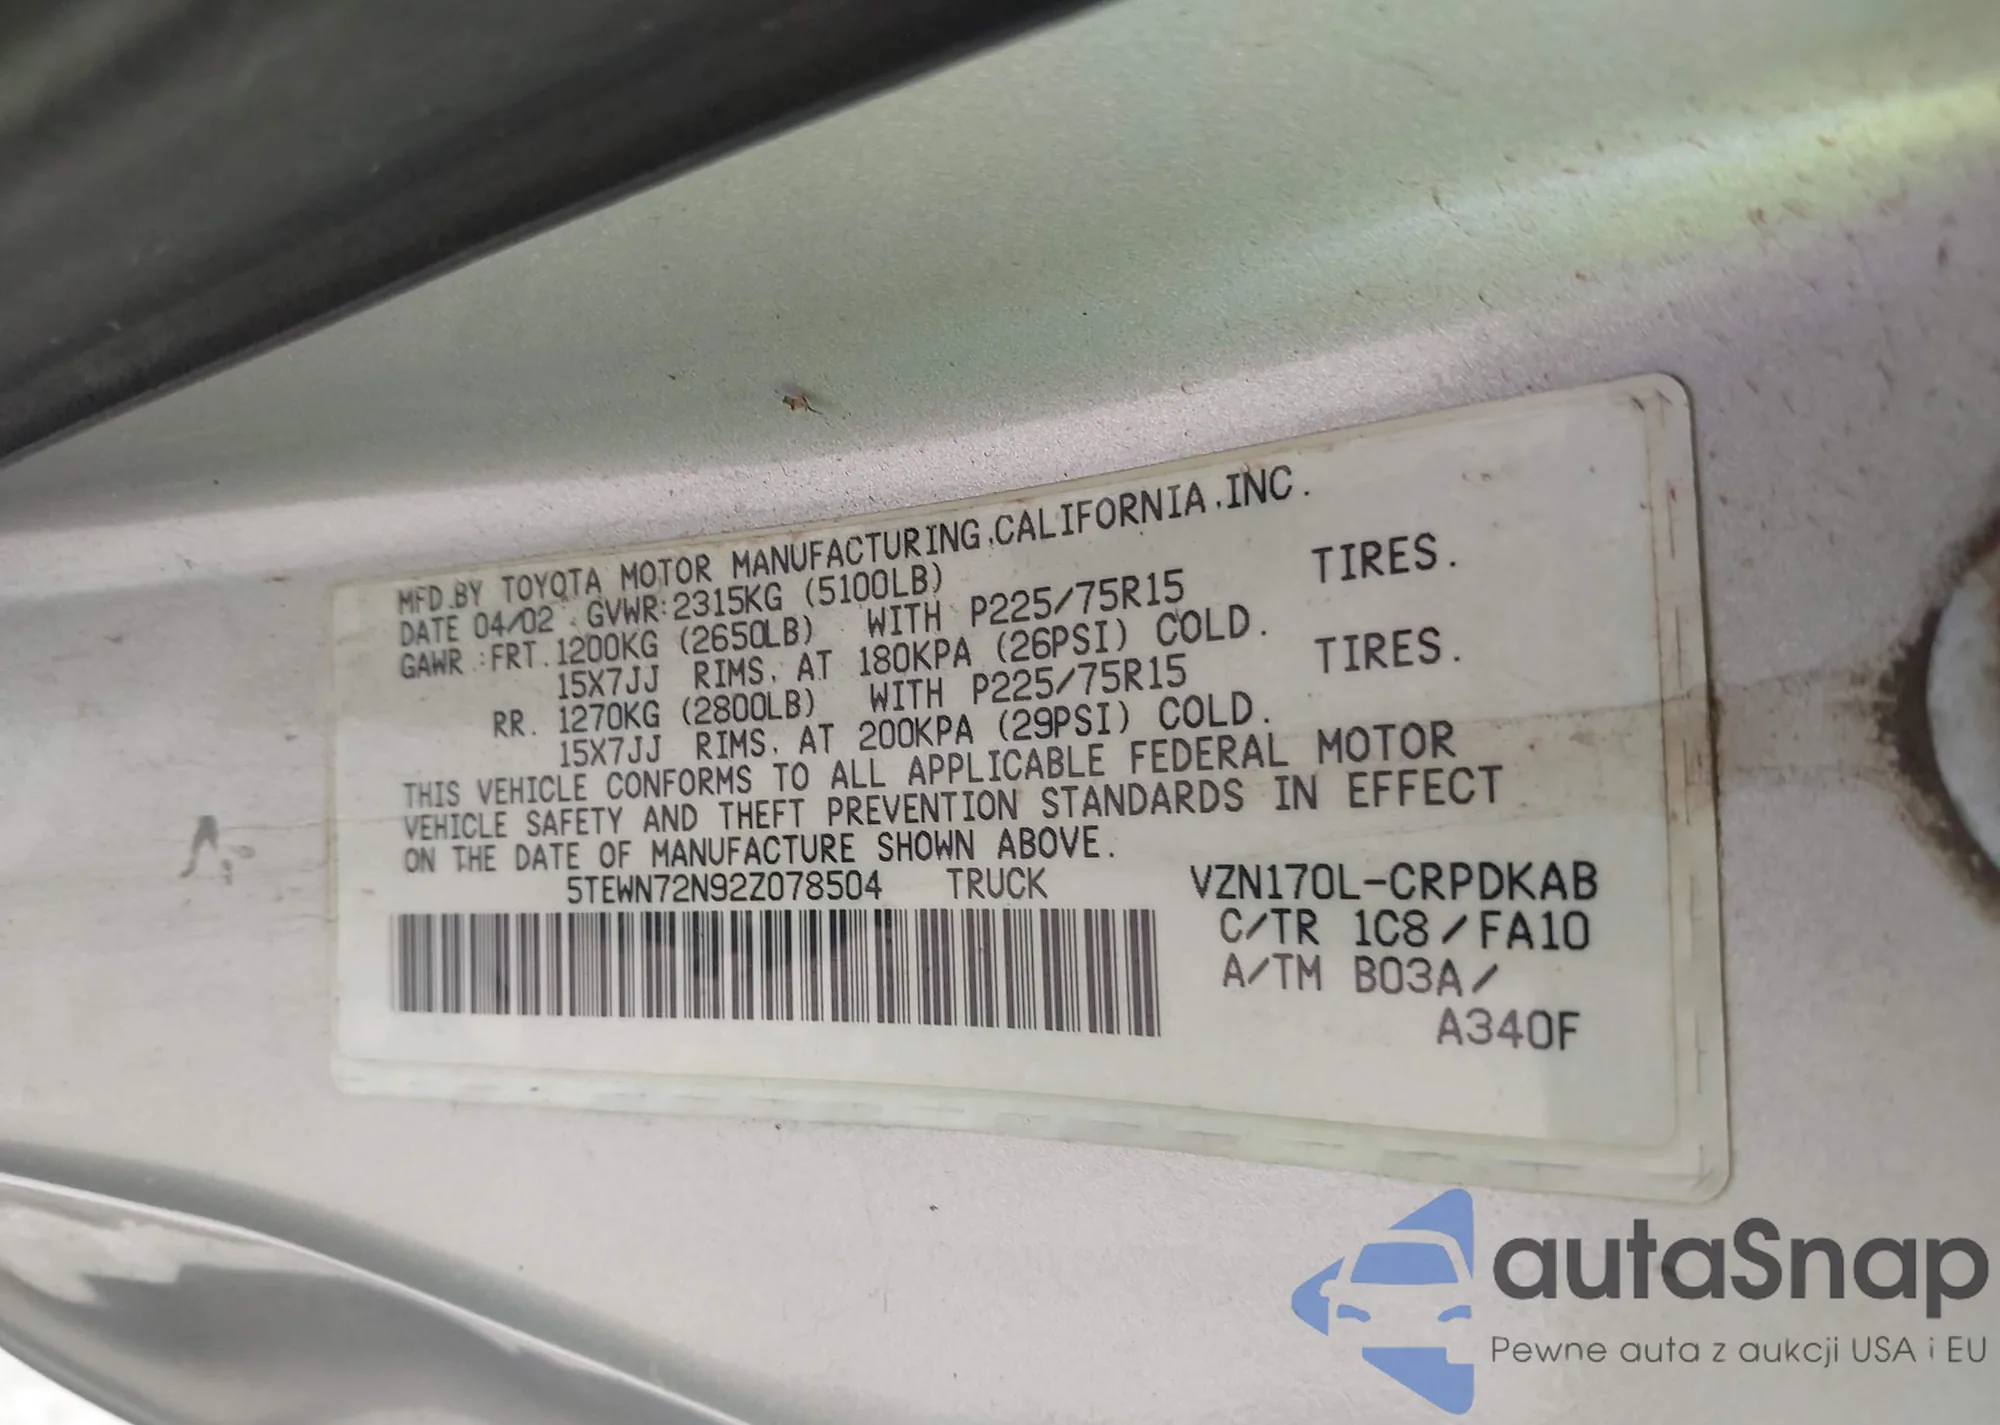 MFD.BY TOYOTA MOTOR MANUFACTURING,CALIFORNIA,INC.
DATE 04/02 GVWR:2315KG (5100LB)
GAWR :FRT. 1200KG (2650LB) WITH P225/75R15 TIRES.
15X7JJ RIMS, AT 180KPA (26PSI) COLD.
RR. 1270KG (2800LB) WITH P225/75R15 TIRES.
15X7JJ RIMS, AT 200KPA (29PSI) COLD.
THIS VEHICLE CONFORMS TO ALL APPLICABLE FEDERAL MOTOR
VEHICLE SAFETY AND THEFT PREVENTION STANDARDS IN EFFECT
ON THE DATE OF MANUFACTURE SHOWN ABOVE.
5TEWN72N92Z078504 TRUCK VZN170L-CRPDKAB
C/TR 1C8/FA10
A/TM B03A/
A340F
autaSnap
Pewne auta z aukcji USA i EU